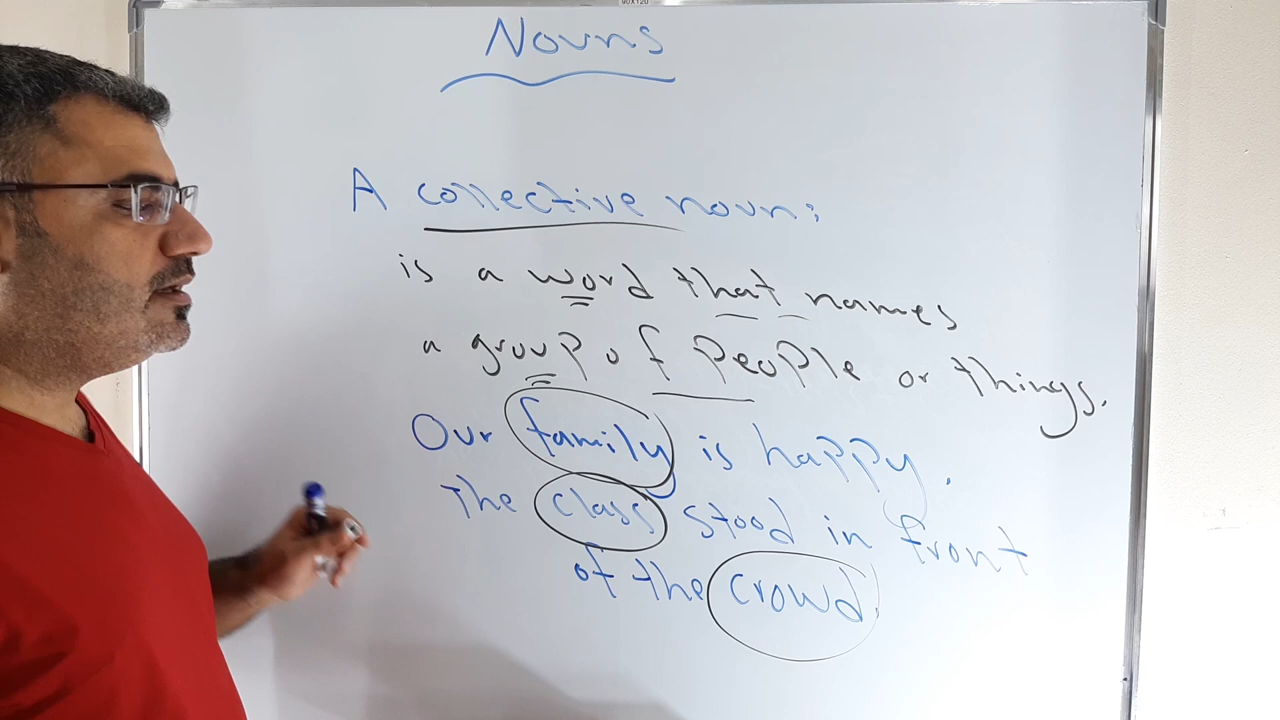 90X120
Nouns
A collective noun:
is a word that names
a group of people or things.
Our family is happy.
The class stood in front
of the crowd.